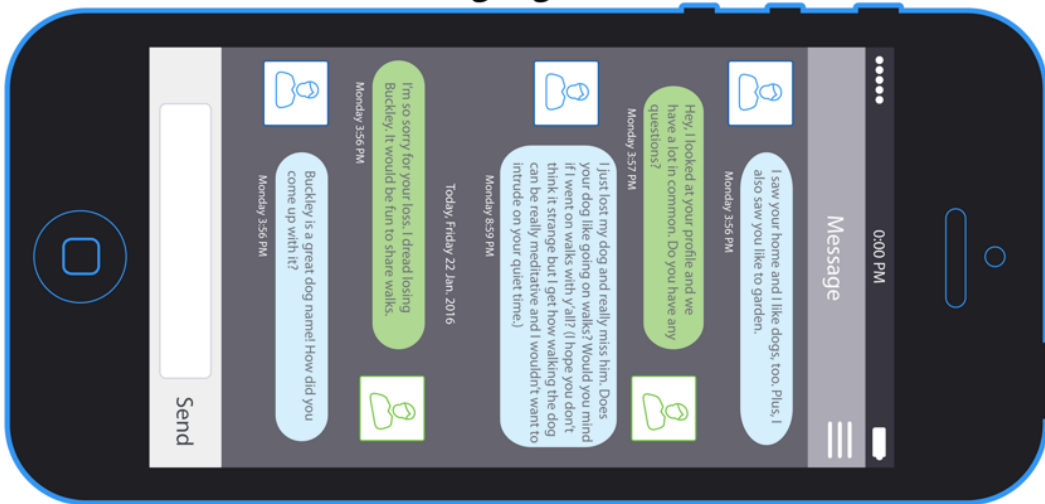 0:00 PM
Message
I saw your home and I like dogs, too. Plus, I
also saw you like to garden.
Monday 3:56 PM
Hey, I looked at your profile and we
have a lot in common. Do you have any
questions?
Monday 3:57 PM
I just lost my dog and really miss him. Does
your dog like going on walks? Would you mind
if I went on walks with y'all? (I hope you don't
think it strange but I get how walking the dog
can be really meditative and I wouldn't want to
intrude on your quiet time.)
Monday 8:59 PM
Today, Friday 22 Jan. 2016
I'm so sorry for your loss. I dread losing
Buckley. It would be fun to share walks.
Monday 3:56 PM
Buckley is a great dog name! How did you
come up with it?
Monday 3:56 PM
Send